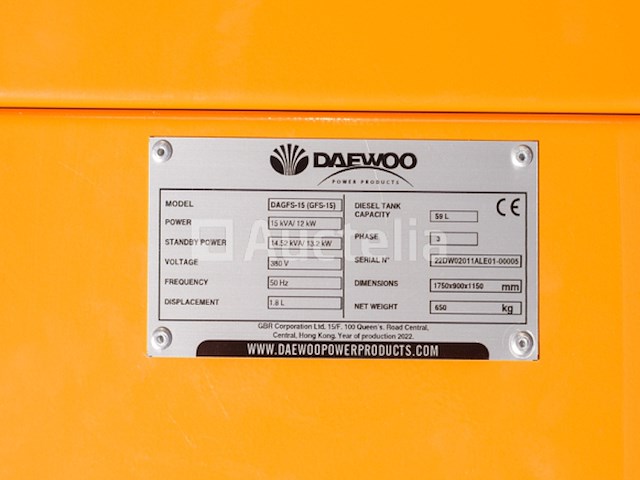 DAEWOO
POWER PRODUCTS
MODEL DAGFS-15 (GFS-15)
POWER 15 kVA/ 12 kW
STANDBY POWER 14.52 kVA/ 13.2 kW
VOLTAGE 380 V
FREQUENCY 50 Hz
DISPLACEMENT 1.8 L
DIESEL TANK
CAPACITY 59 L
CE
PHASE 3
SERIAL N° 22DW02011ALE01-00005
DIMENSIONS 1750x900x1150 mm
NET WEIGHT 650 kg
Auctelia
GBR Corporation Ltd, 15/F. 100 Queen's. Road Central,
Central, Hong Kong, Year of production 2022.
WWW.DAEWOOPOWERPRODUCTS.COM